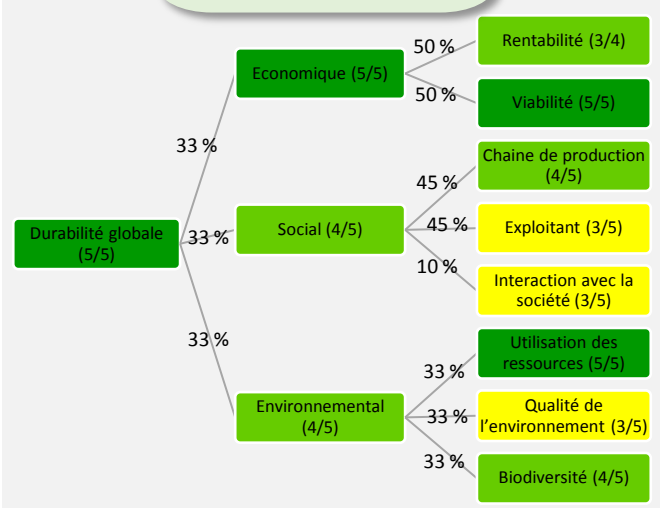 50 %
Rentabilité (3/4)
Economique (5/5)
50 %
Viabilité (5/5)
33 %
Chaine de production
(4/5)
45 %
Durabilité globale
(5/5)
33 %
Social (4/5)
45 %
Exploitant (3/5)
10 %
Interaction avec la
société (3/5)
33 %
Utilisation des
ressources (5/5)
33 %
Environnemental
(4/5)
33 %
Qualité de
l’environnement (3/5)
33 %
Biodiversité (4/5)